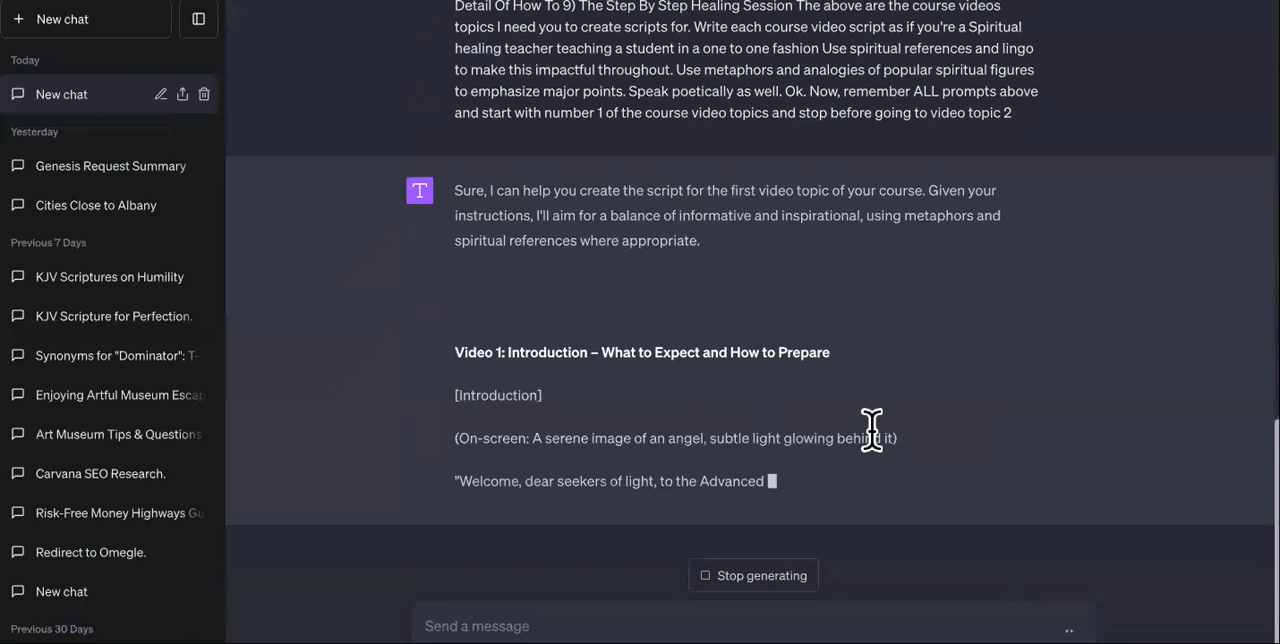 New chat
Today
New chat
Yesterday
Genesis Request Summary
Cities Close to Albany
Previous 7 Days
KJV Scriptures on Humility
KJV Scripture for Perfection.
Synonyms for "Dominator": T-
Enjoying Artful Museum Escap
Art Museum Tips & Questions
Carvana SEO Research.
Risk-Free Money Highways Gu
Redirect to Omegle.
New chat
Previous 30 Days
Detail Of How To 9) The Step By Step Healing Session The above are the course videos
topics I need you to create scripts for. Write each course video script as if you're a Spiritual
healing teacher teaching a student in a one to one fashion Use spiritual references and lingo
to make this impactful throughout. Use metaphors and analogies of popular spiritual figures
to emphasize major points. Speak poetically as well. Ok. Now, remember ALL prompts above
and start with number 1 of the course video topics and stop before going to video topic 2
T
Sure, I can help you create the script for the first video topic of your course. Given your
instructions, I'll aim for a balance of informative and inspirational, using metaphors and
spiritual references where appropriate.
Video 1: Introduction – What to Expect and How to Prepare
[Introduction]
(On-screen: A serene image of an angel, subtle light glowing behind it)
"Welcome, dear seekers of light, to the Advanced
Stop generating
Send a message